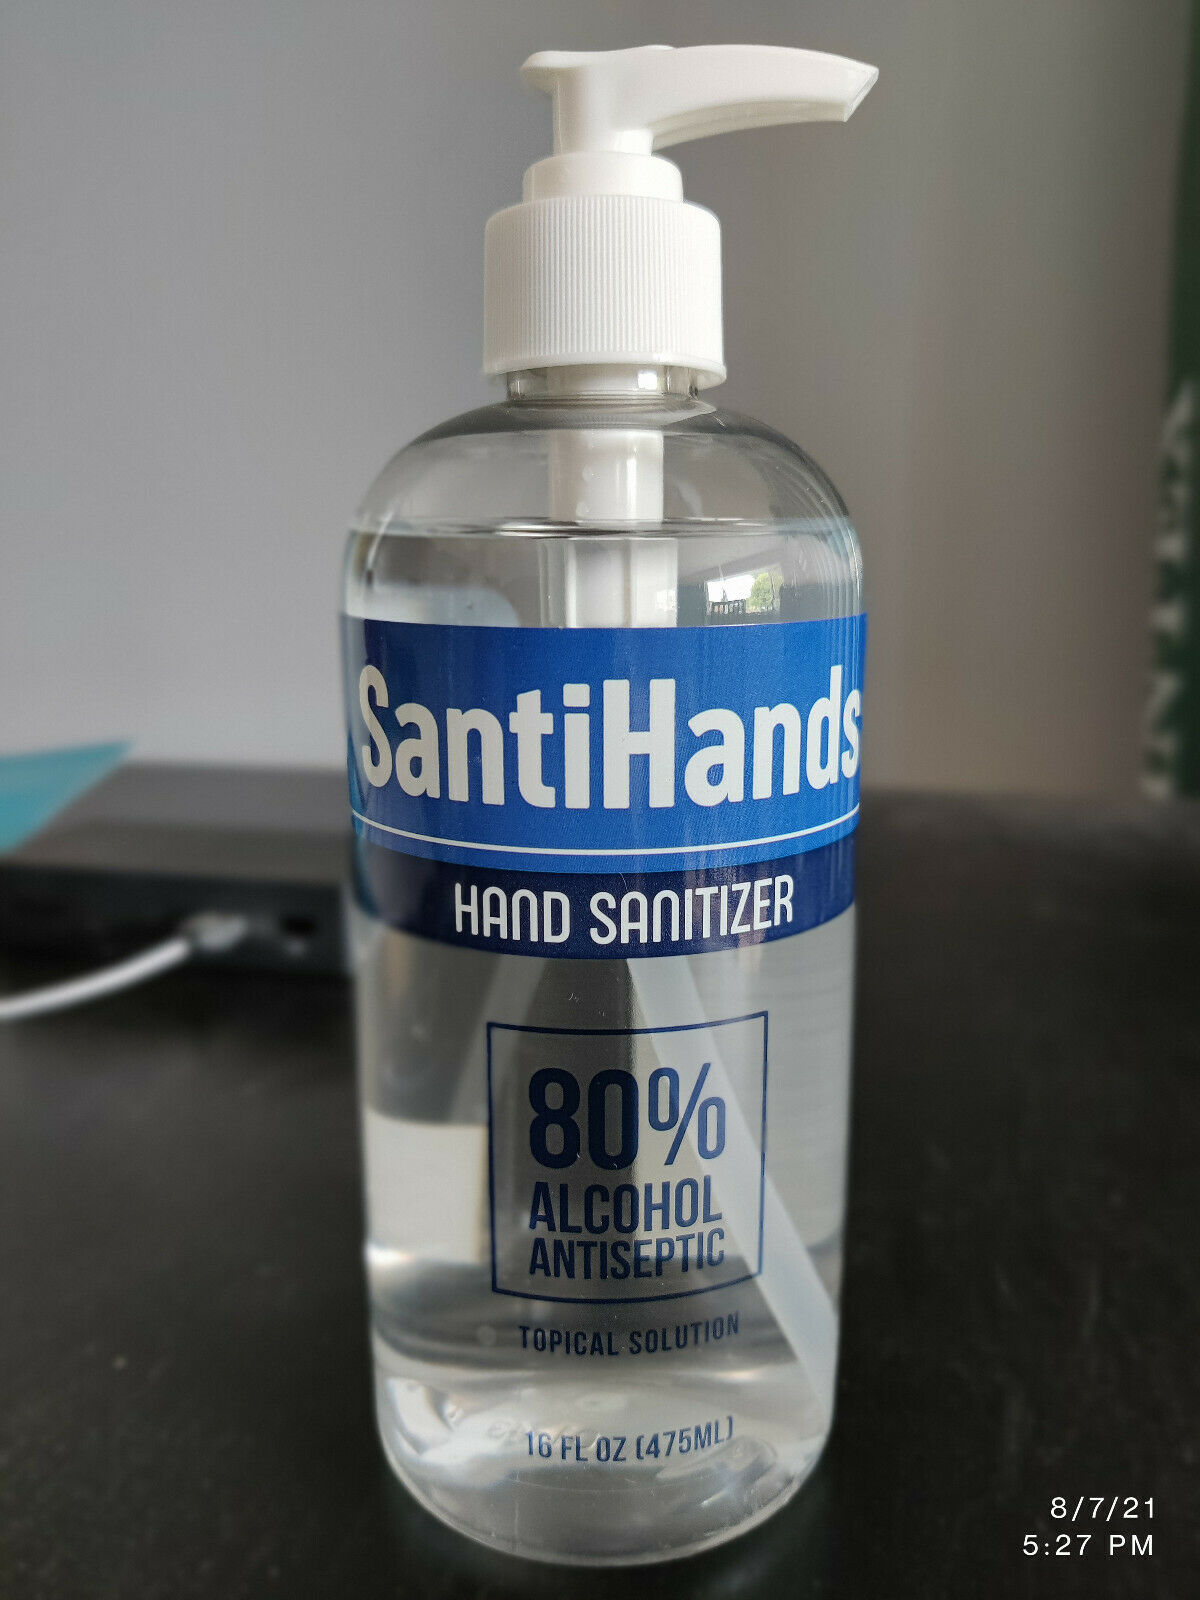 SantiHands
HAND SANITIZER
80%
ALCOHOL
ANTISEPTIC
TOPICAL SOLUTION
16 FL OZ (475ML)
8/7/21
5:27 PM